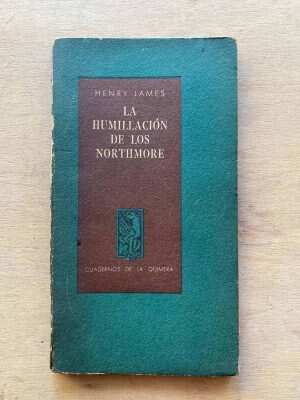 HENRY JAMES
LA
HUMILLACIÓN
DE LOS
NORTHMORE
CUADERNOS DE LA QUIMERA